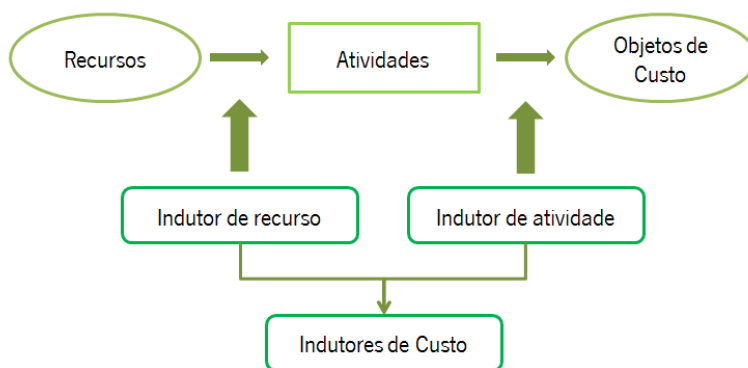 Recursos
Atividades
Objetos de
Custo
Indutor de recurso
Indutor de atividade
Indutores de Custo